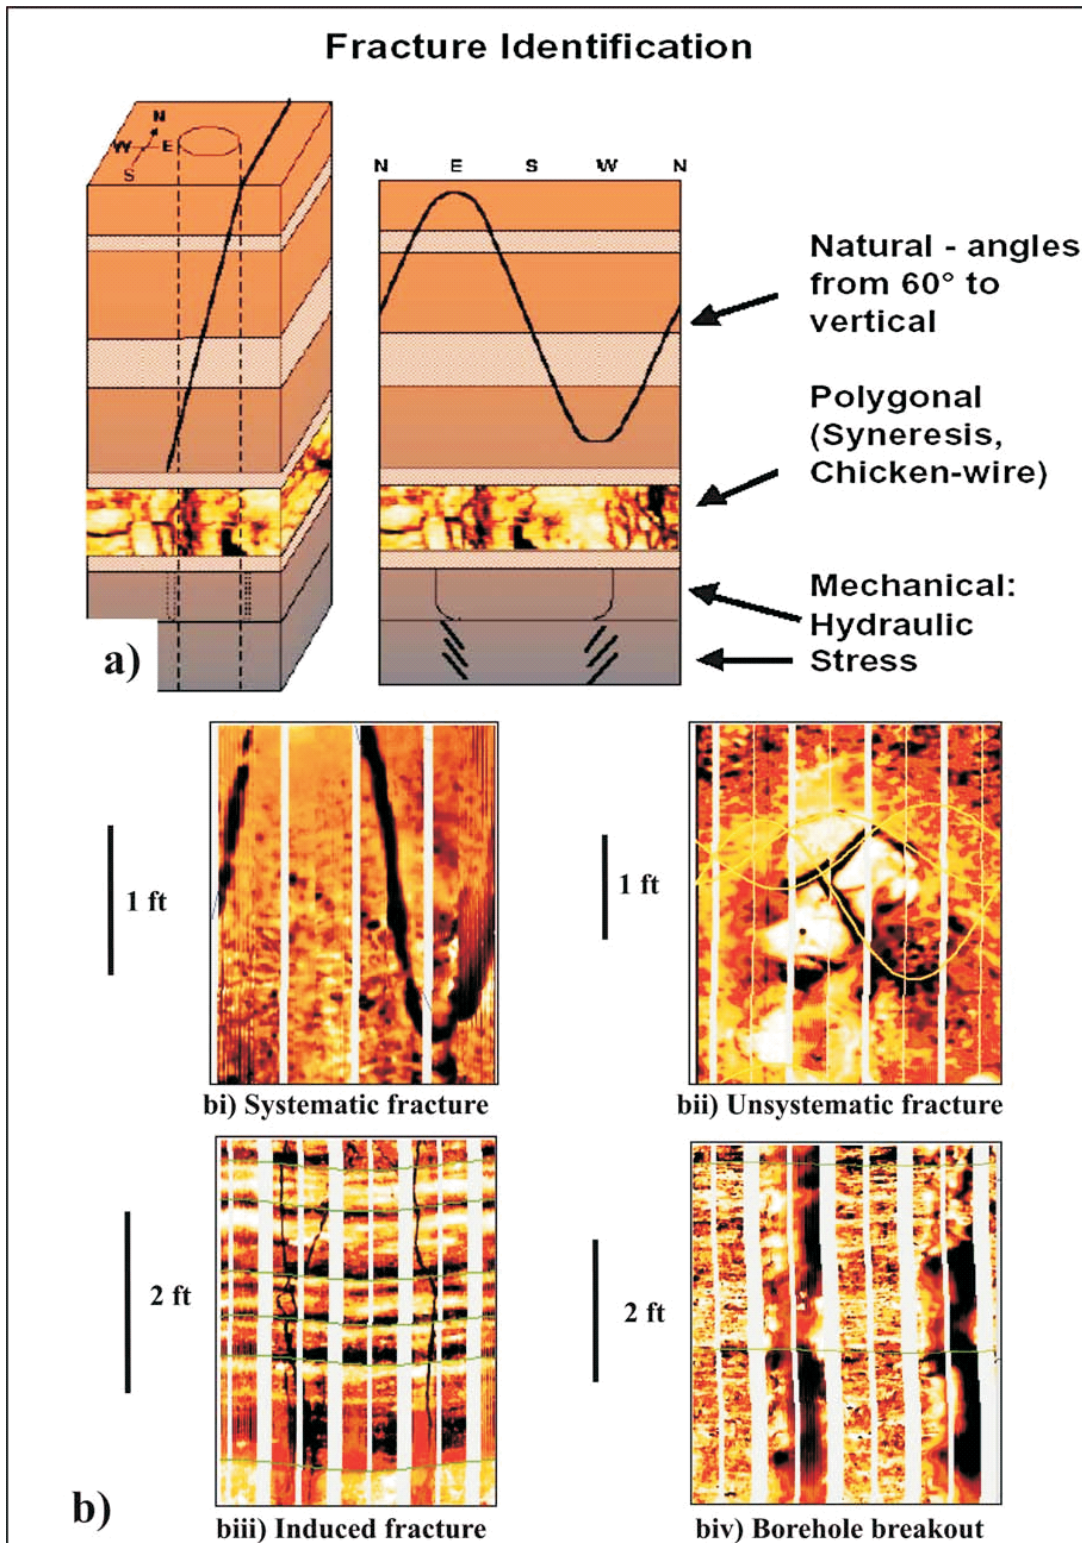 Fracture Identification
N
W E
S
N E S W N
Natural - angles
from 60° to
vertical
Polygonal
(Syneresis,
Chicken-wire)
Mechanical:
Hydraulic
Stress
a)
1 ft
1 ft
bi) Systematic fracture
bii) Unsystematic fracture
2 ft
2 ft
b)
biii) Induced fracture
biv) Borehole breakout